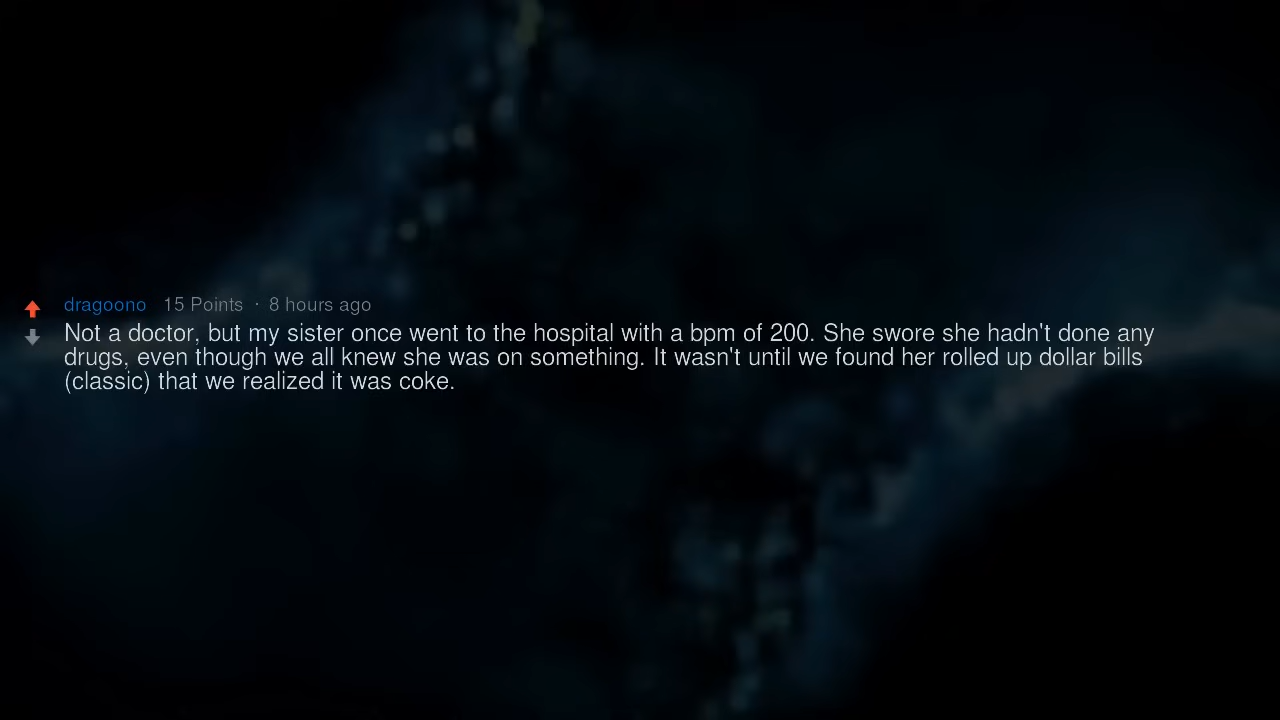 dragoono 15 Points · 8 hours ago
Not a doctor, but my sister once went to the hospital with a bpm of 200. She swore she hadn't done any
drugs, even though we all knew she was on something. It wasn't until we found her rolled up dollar bills
(classic) that we realized it was coke.